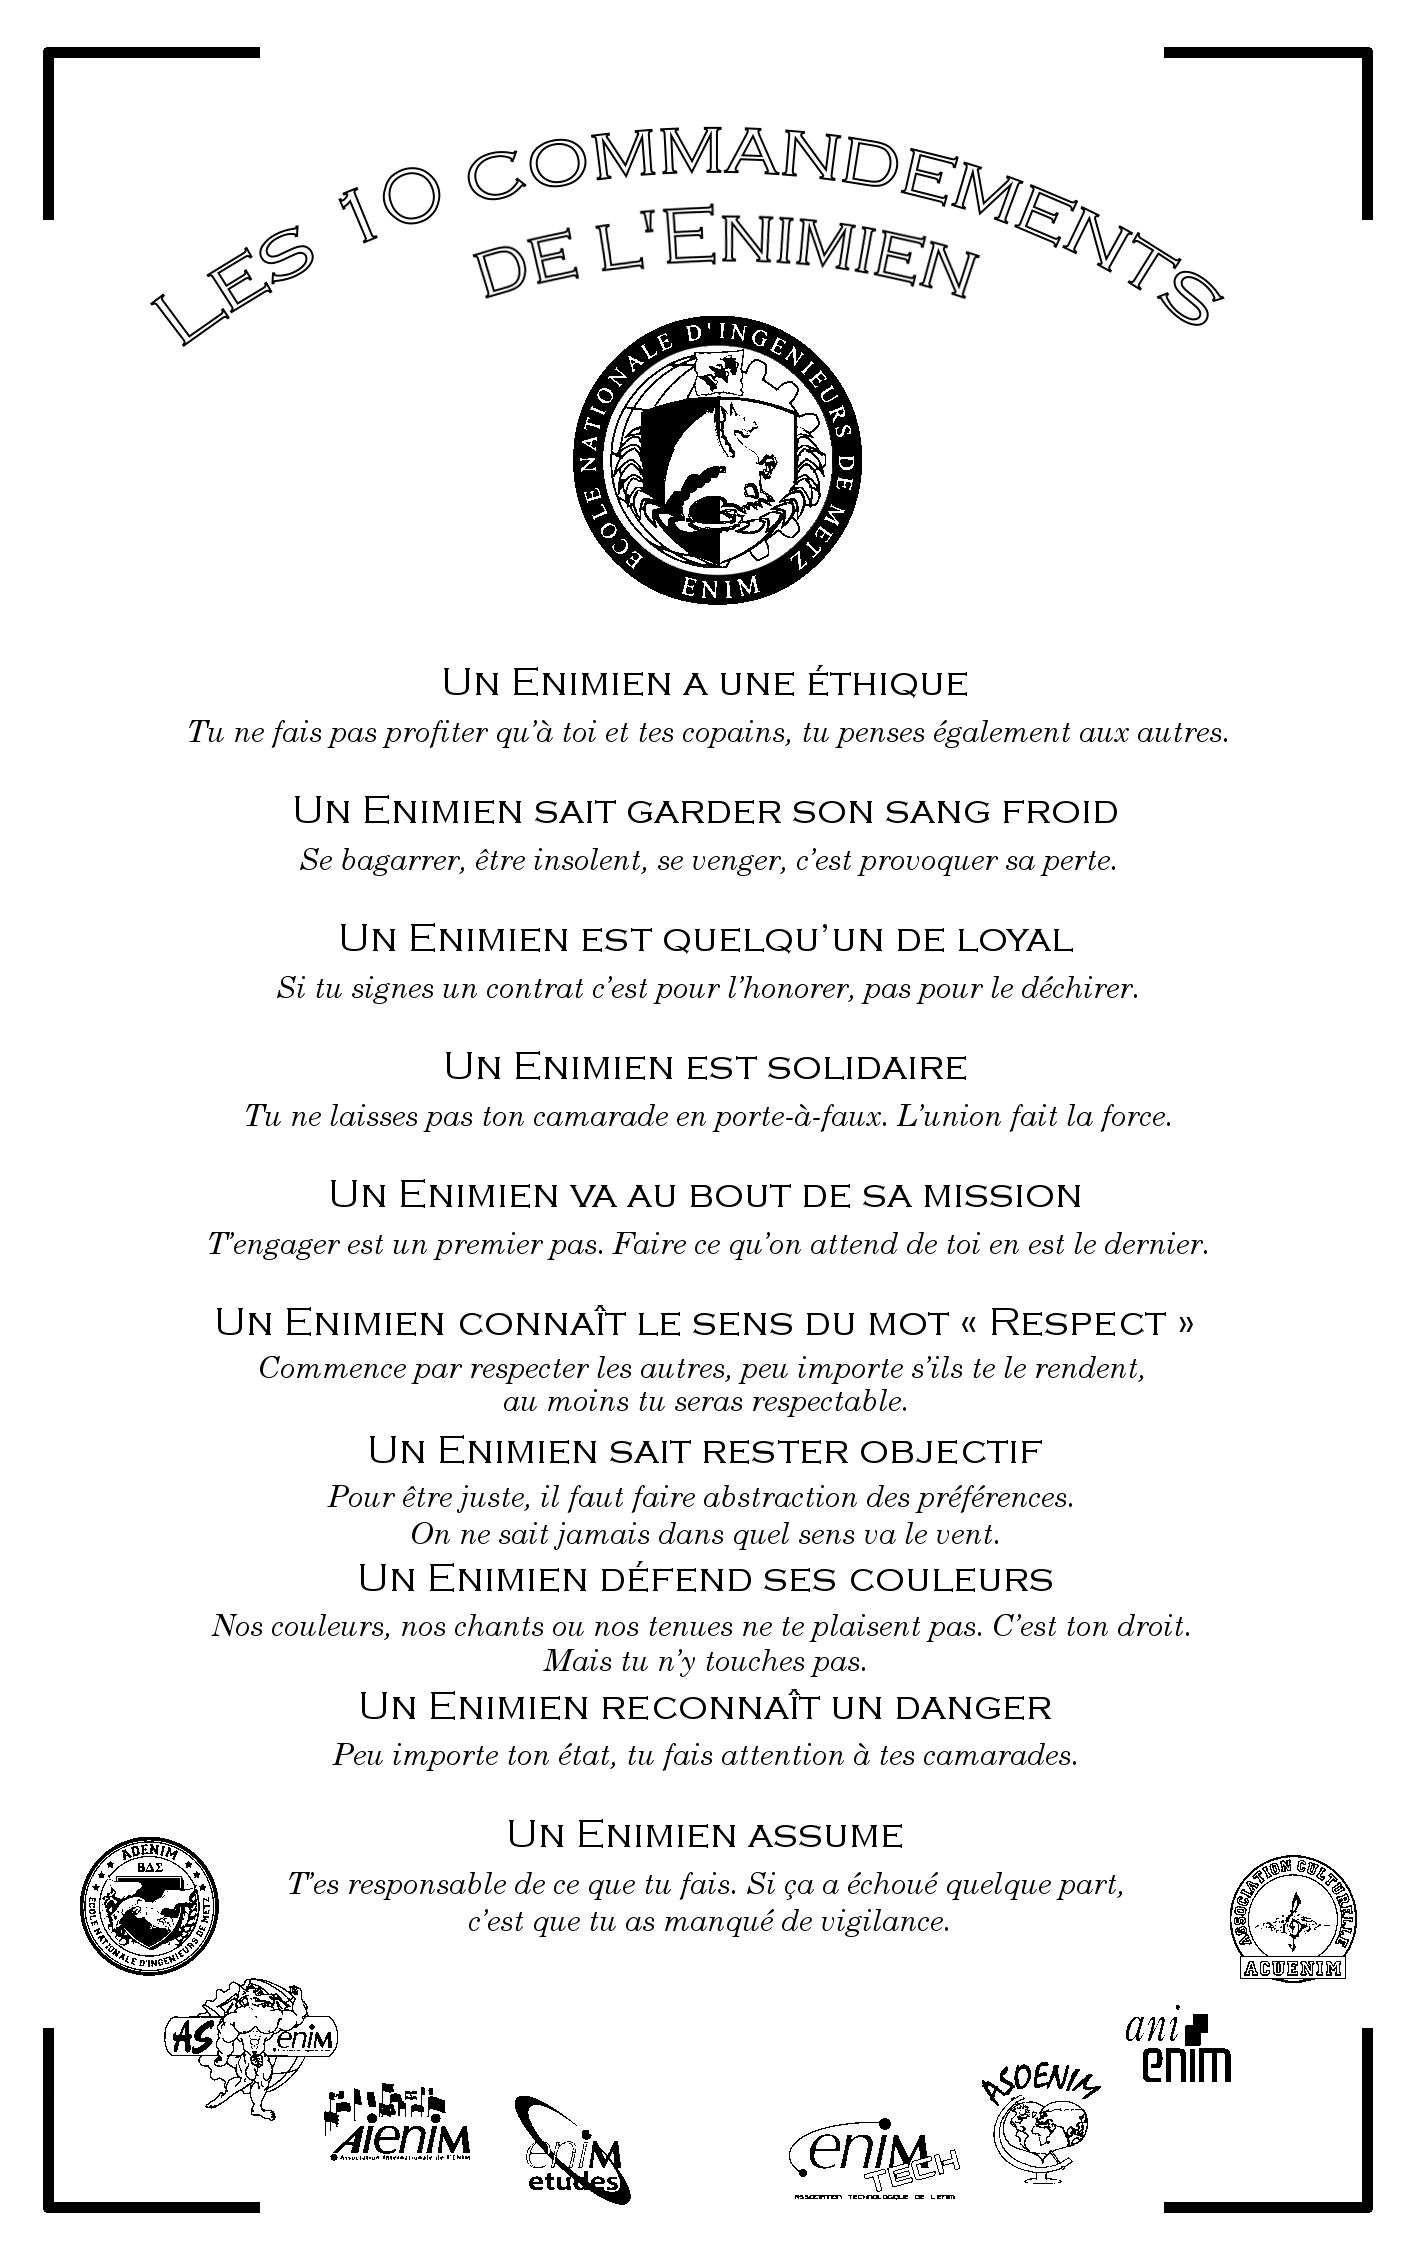 LES 10 COMMANDEMENTS
DE L'ENIMIEN
ECOLE NATIONALE D'INGENIEURS DE METZ
ENIM
UN ENIMIEN A UNE ÉTHIQUE
Tu ne fais pas profiter qu’à toi et tes copains, tu penses également aux autres.
UN ENIMIEN SAIT GARDER SON SANG FROID
Se bagarrer, être insolent, se venger, c’est provoquer sa perte.
UN ENIMIEN EST QUELQU’UN DE LOYAL
Si tu signes un contrat c’est pour l’honorer, pas pour le déchirer.
UN ENIMIEN EST SOLIDAIRE
Tu ne laisses pas ton camarade en porte-à-faux. L’union fait la force.
UN ENIMIEN VA AU BOUT DE SA MISSION
T’engager est un premier pas. Faire ce qu’on attend de toi en est le dernier.
UN ENIMIEN CONNAÎT LE SENS DU MOT « RESPECT »
Commence par respecter les autres, peu importe s’ils te le rendent,
au moins tu seras respectable.
UN ENIMIEN SAIT RESTER OBJECTIF
Pour être juste, il faut faire abstraction des préférences.
On ne sait jamais dans quel sens va le vent.
UN ENIMIEN DÉFEND SES COULEURS
Nos couleurs, nos chants ou nos tenues ne te plaisent pas. C’est ton droit.
Mais tu n’y touches pas.
UN ENIMIEN RECONNAÎT UN DANGER
Peu importe ton état, tu fais attention à tes camarades.
UN ENIMIEN ASSUME
T’es responsable de ce que tu fais. Si ça a échoué quelque part,
c’est que tu as manqué de vigilance.
ADENIM
ΒΔΣ
ECOLE NATIONALE D'INGENIEURS DE METZ
ASSOCIATION CULTURELLE
ACUENIM
AS enim
ani
enim
ASOENIM
AIENIM
Association Internationale de l'ENIM
enim
etudes
enim
TECH
ASSOCIATION TECHNOLOGIQUE DE L'ENIM